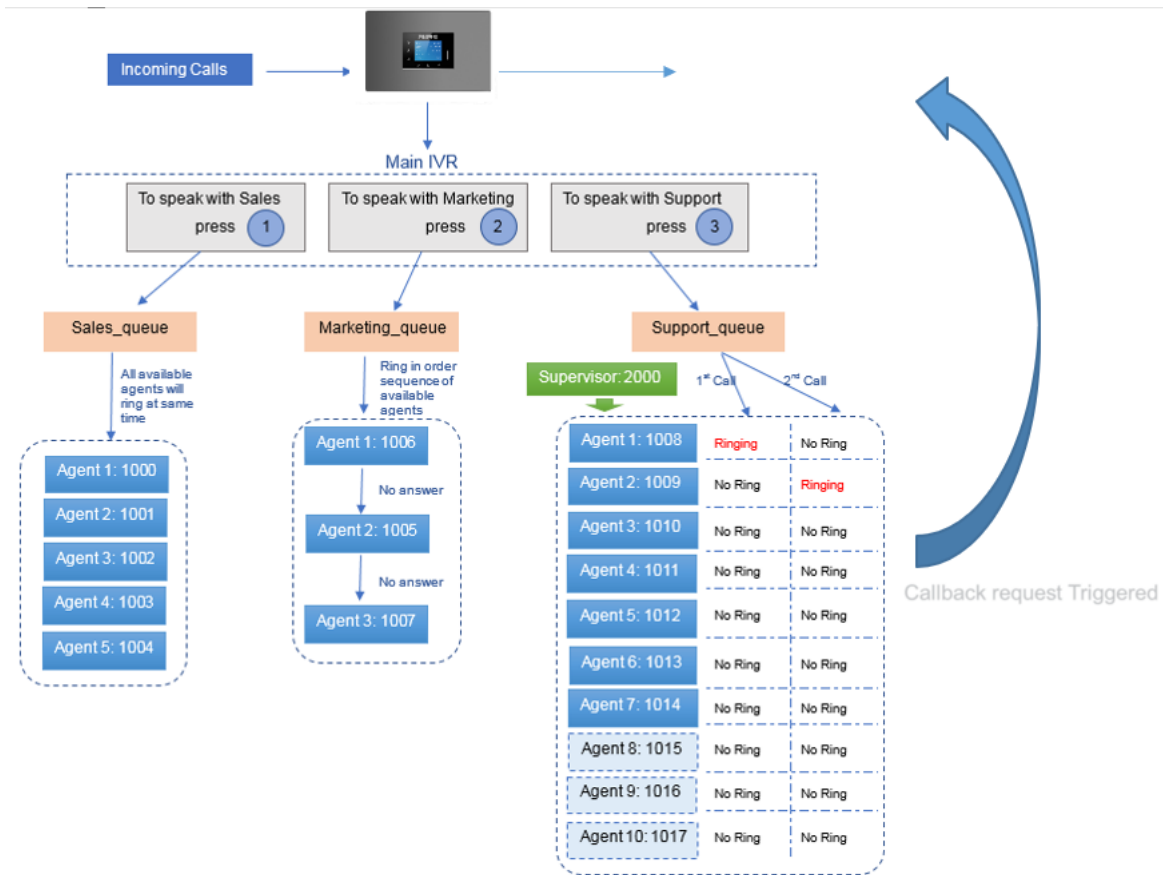 Incoming Calls
Main IVR
To speak with Sales
press 1
To speak with Marketing
press 2
To speak with Support
press 3
Sales_queue
Marketing_queue
Support_queue
All available
agents will
ring at same
time
Ring in order
sequence of
available
agents
Supervisor: 2000
1st Call
2nd Call
Agent 1: 1000
Agent 2: 1001
Agent 3: 1002
Agent 4: 1003
Agent 5: 1004
Agent 1: 1006
No answer
Agent 2: 1005
No answer
Agent 3: 1007
Agent 1: 1008 Ringing No Ring
Agent 2: 1009 No Ring Ringing
Agent 3: 1010 No Ring No Ring
Agent 4: 1011 No Ring No Ring
Agent 5: 1012 No Ring No Ring
Agent 6: 1013 No Ring No Ring
Agent 7: 1014 No Ring No Ring
Agent 8: 1015 No Ring No Ring
Agent 9: 1016 No Ring No Ring
Agent 10: 1017 No Ring No Ring
Callback request Triggered